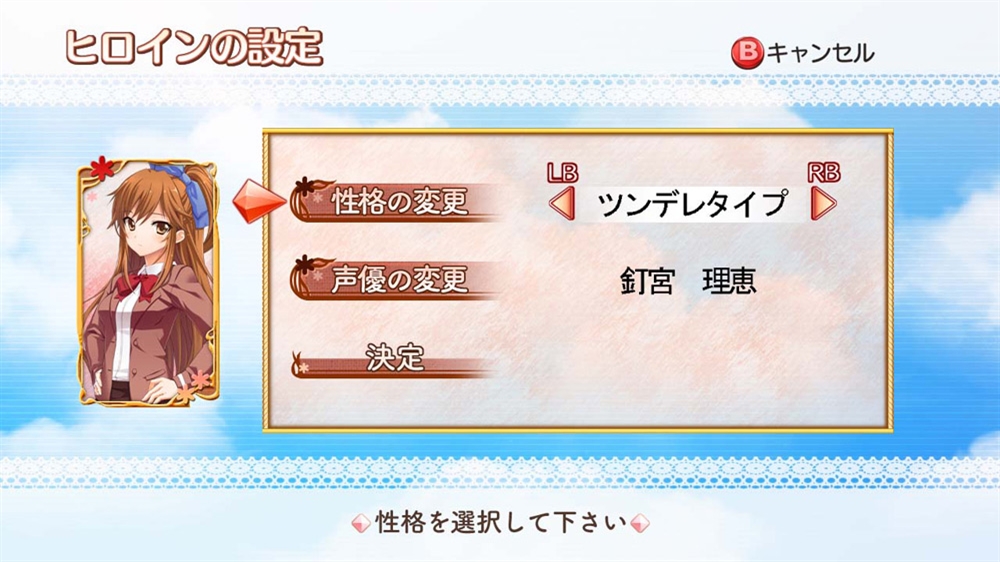 ヒロインの設定
B キャンセル
LB RB
性格の変更 ツンデレタイプ
声優の変更 釘宮 理恵
決定
性格を選択して下さい